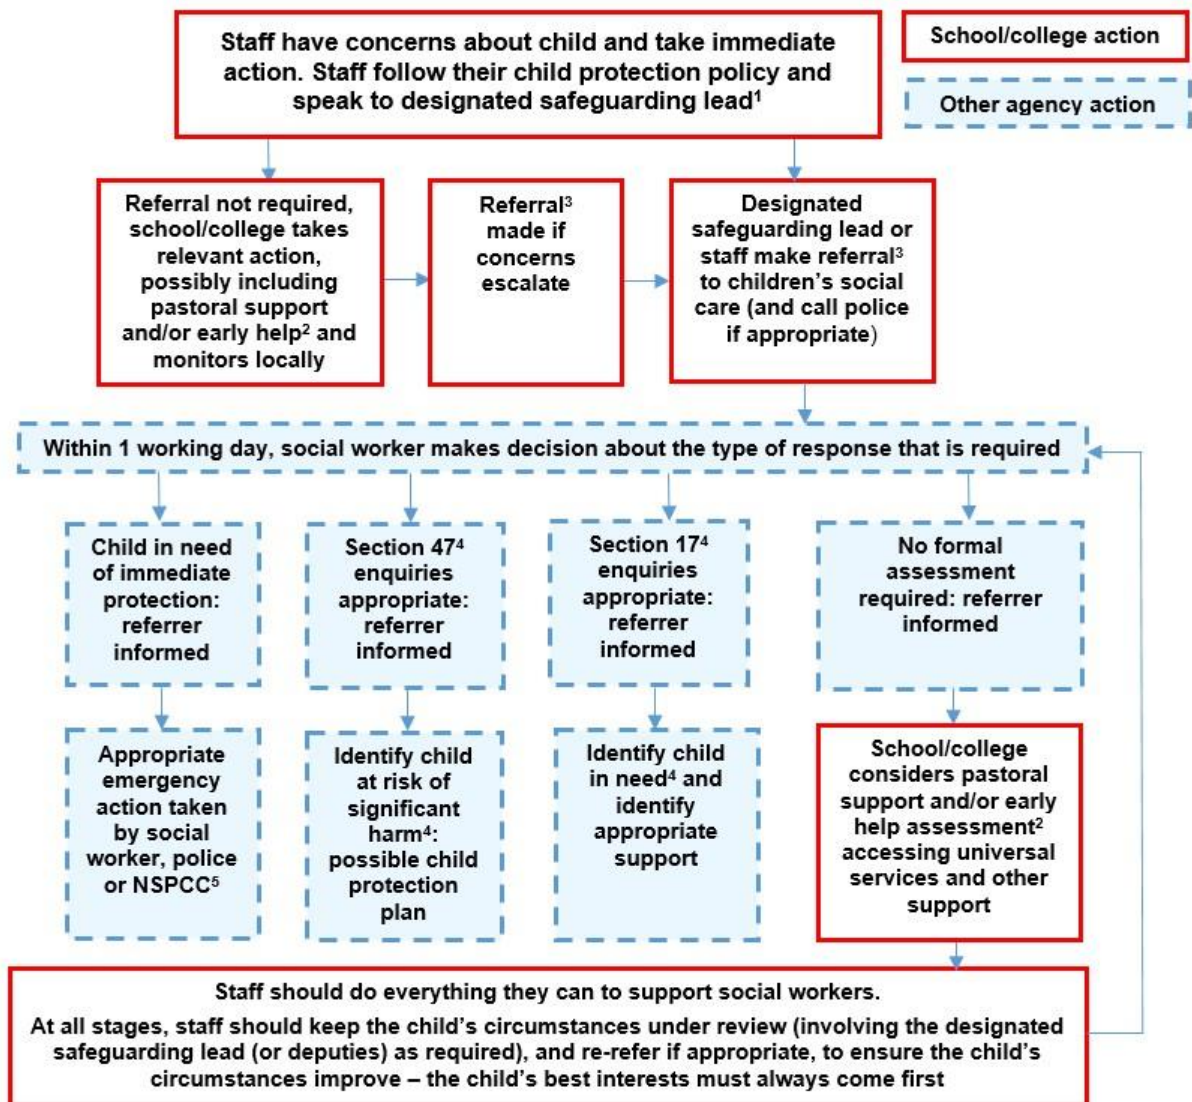 Staff have concerns about child and take immediate
action. Staff follow their child protection policy and
speak to designated safeguarding lead¹
School/college action
Other agency action
Referral not required,
school/college takes
relevant action,
possibly including
pastoral support
and/or early help² and
monitors locally
Referral³
made if
concerns
escalate
Designated
safeguarding lead or
staff make referral³
to children’s social
care (and call police
if appropriate)
Within 1 working day, social worker makes decision about the type of response that is required
Child in need
of immediate
protection:
referrer
informed
Section 47⁴
enquiries
appropriate:
referrer
informed
Section 17⁴
enquiries
appropriate:
referrer
informed
No formal
assessment
required: referrer
informed
Appropriate
emergency
action taken
by social
worker, police
or NSPCC⁵
Identify child
at risk of
significant
harm⁴:
possible child
protection
plan
Identify child
in need⁴ and
identify
appropriate
support
School/college
considers pastoral
support and/or early
help assessment²
accessing universal
services and other
support
Staff should do everything they can to support social workers.
At all stages, staff should keep the child’s circumstances under review (involving the designated
safeguarding lead (or deputies) as required), and re-refer if appropriate, to ensure the child’s
circumstances improve – the child’s best interests must always come first